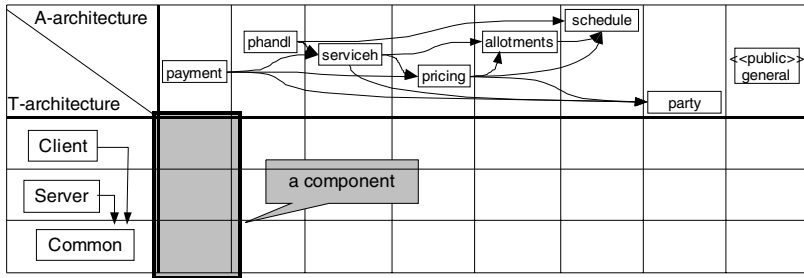 A-architecture
schedule
phandl
allotments
serviceh
<<public>>
general
payment
pricing
T-architecture
party
Client
a component
Server
Common